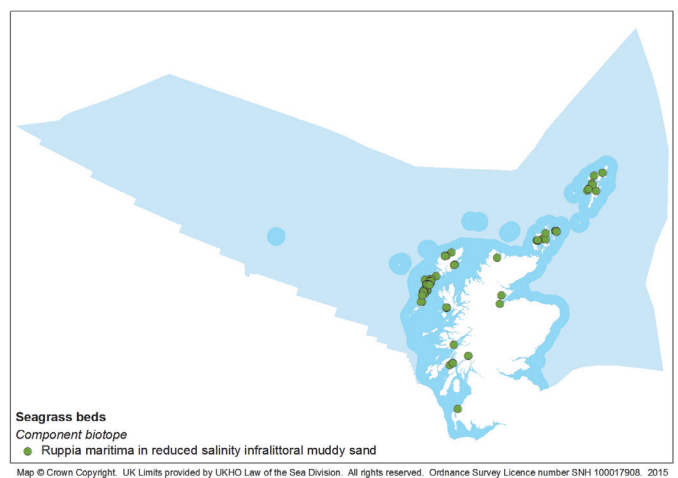 Seagrass beds
Component biotope
Ruppia maritima in reduced salinity infralittoral muddy sand
Map © Crown Copyright. UK Limits provided by UKHO Law of the Sea Division. All rights reserved. Ordnance Survey Licence number SNH 100017908. 2015